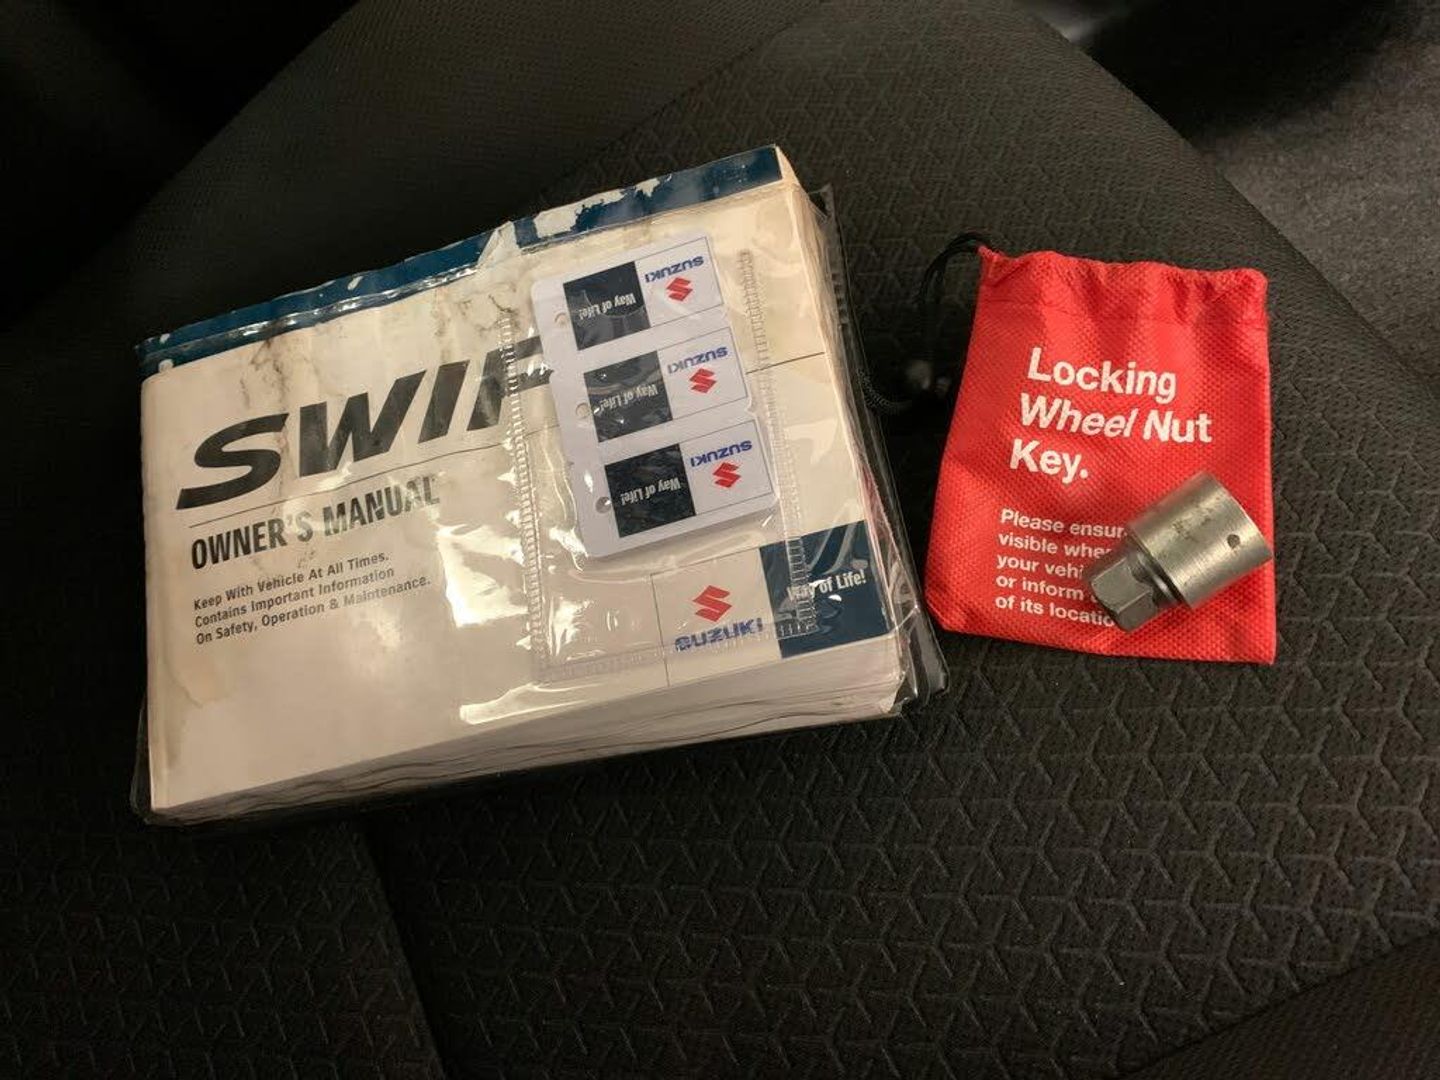 SWIF
OWNER'S MANUAL
Keep With Vehicle At All Times.
Contains Important Information
On Safety, Operation & Maintenance.
SUZUKI
Way of Life!
SUZUKI
Way of Life!
SUZUKI
Way of Life!
SUZUKI
Way of Life!
Locking
Wheel Nut
Key.
Please ensur
visible whe
your vehi
or inform
of its locatio